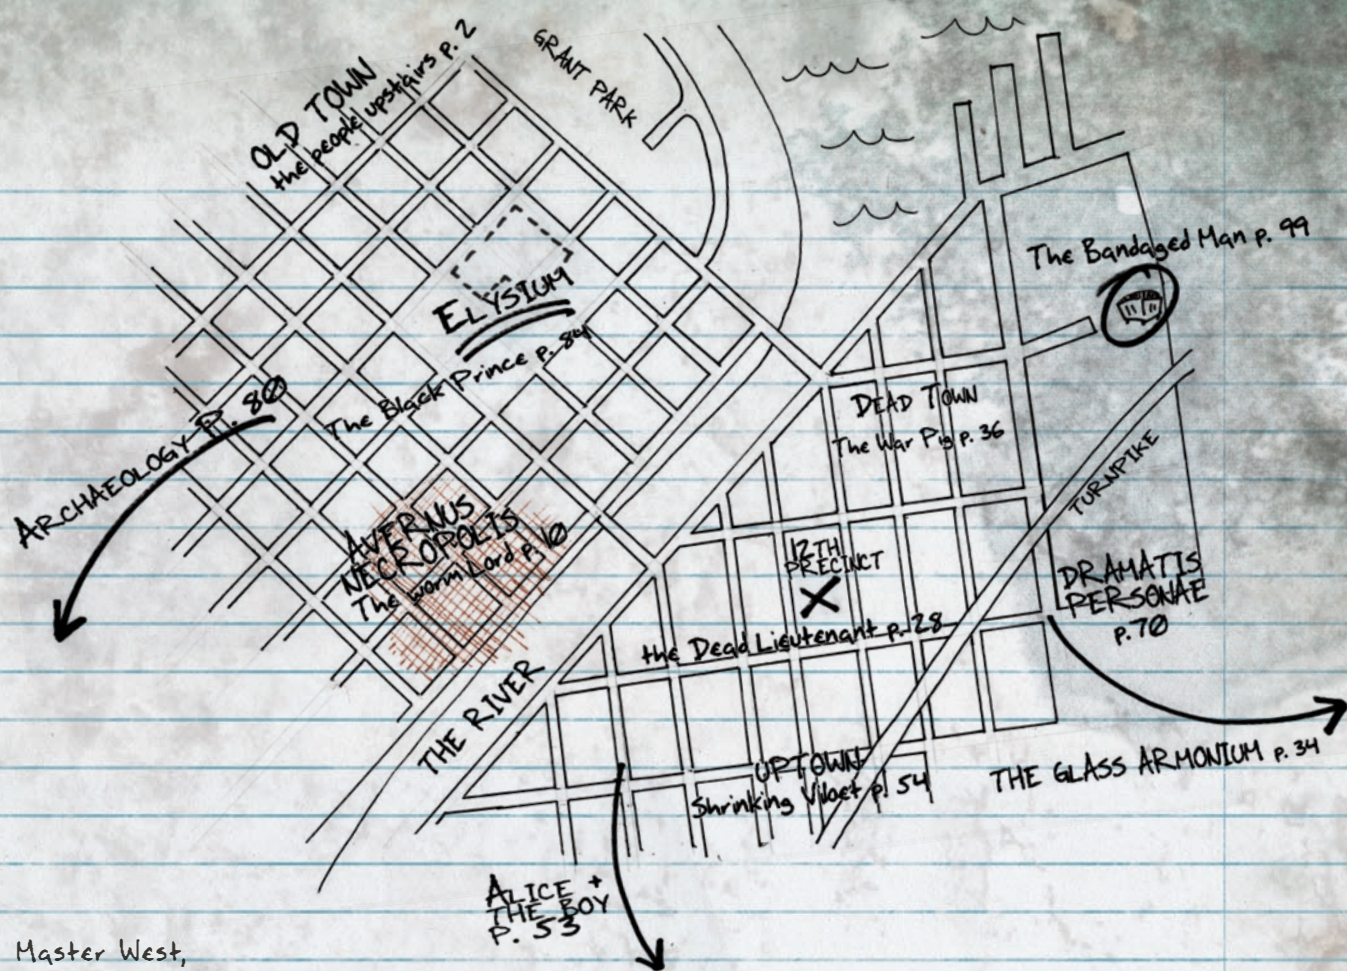 OLD TOWN
the people upstairs p. 2
GRANT PARK
ELYSIUM
The Black Prince p. 84
The Bandaged Man p. 99
DEAD TOWN
The War Pig p. 36
TURNPIKE
ARCHAEOLOGY P. 80
AVERNUS
NECROPOLIS
The worm Lord p. 10
12TH
PRECINCT
X
the Dead Lieutenant p. 28
DRAMATIS
PERSONAE
p. 70
THE RIVER
UPTOWN
Shrinking Vilaet p. 54
THE GLASS ARMONIUM p. 34
ALICE +
THE BOY
P. 53
Master West,